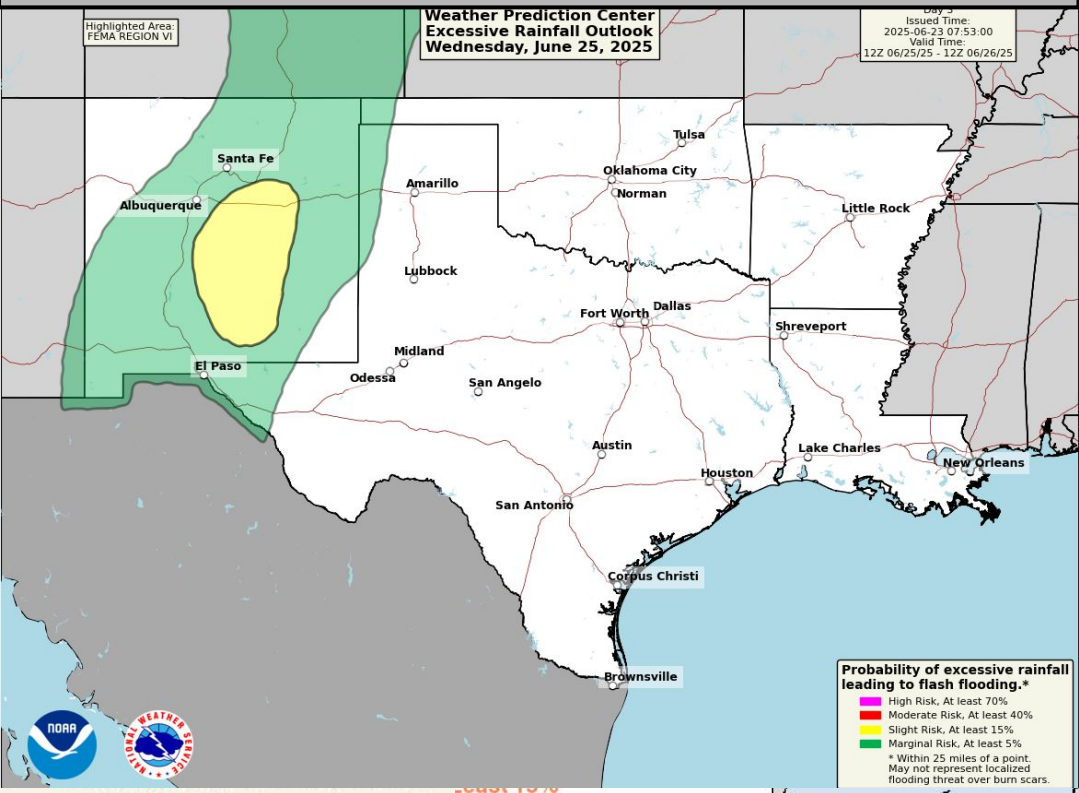 Highlighted Area:
FEMA REGION VI
Weather Prediction Center
Excessive Rainfall Outlook
Wednesday, June 25, 2025
Day 3
Issued Time:
2025-06-23 07:53:00
Valid Time:
12Z 06/25/25 - 12Z 06/26/25
Tulsa
Santa Fe
Oklahoma City
Amarillo
Norman
Albuquerque
Little Rock
Lubbock
Dallas
Fort Worth
Shreveport
Midland
El Paso
Odessa
San Angelo
Austin
Lake Charles
New Orleans
Houston
San Antonio
Corpus Christi
Brownsville
Probability of excessive rainfall
leading to flash flooding.*
High Risk, At least 70%
Moderate Risk, At least 40%
Slight Risk, At least 15%
Marginal Risk, At least 5%
* Within 25 miles of a point.
May not represent localized
flooding threat over burn scars.
NOAA
NATIONAL WEATHER SERVICE